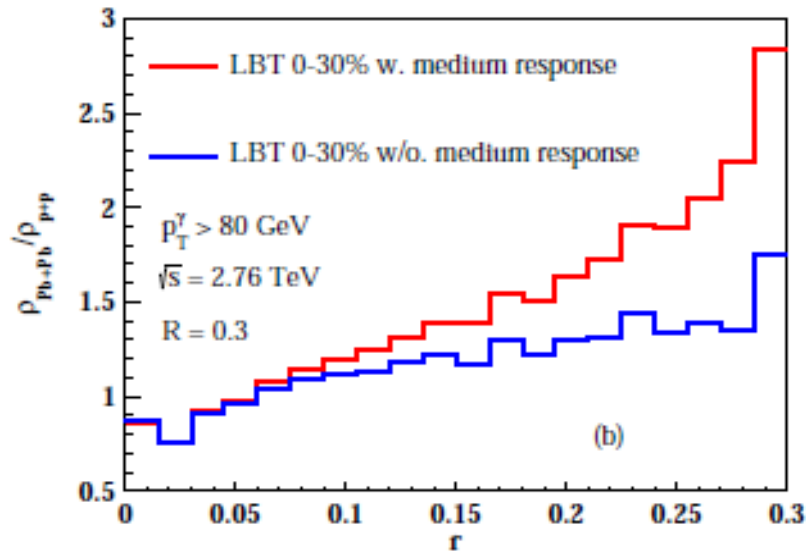 3
LBT 0-30% w. medium response
2.5
LBT 0-30% w/o. medium response
2
p_T^γ > 80 GeV
√s = 2.76 TeV
1.5
R = 0.3
1
(b)
0.5
0 0.05 0.1 0.15 0.2 0.25 0.3
r
ρ_Pb+Pb/ρ_p+p